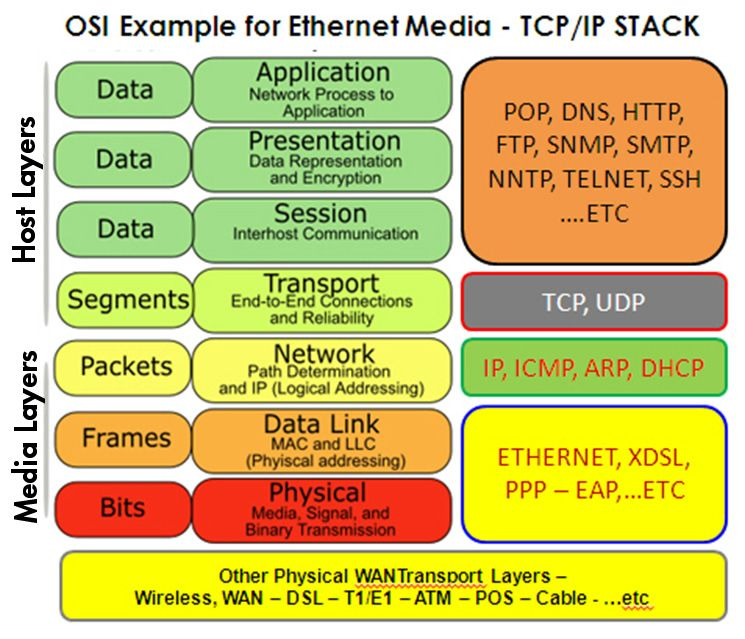 OSI Example for Ethernet Media - TCP/IP STACK
Host Layers
Data
Application
Network Process to
Application
Data
Presentation
Data Representation
and Encryption
Data
Session
Interhost Communication
POP, DNS, HTTP,
FTP, SNMP, SMTP,
NNTP, TELNET, SSH
....ETC
Segments
Transport
End-to-End Connections
and Reliability
TCP, UDP
Media Layers
Packets
Network
Path Determination
and IP (Logical Addressing)
IP, ICMP, ARP, DHCP
Frames
Data Link
MAC and LLC
(Phyiscal addressing)
Bits
Physical
Media, Signal, and
Binary Transmission
ETHERNET, XDSL,
PPP – EAP,...ETC
Other Physical WANTransport Layers –
Wireless, WAN – DSL – T1/E1 – ATM – POS – Cable - ...etc